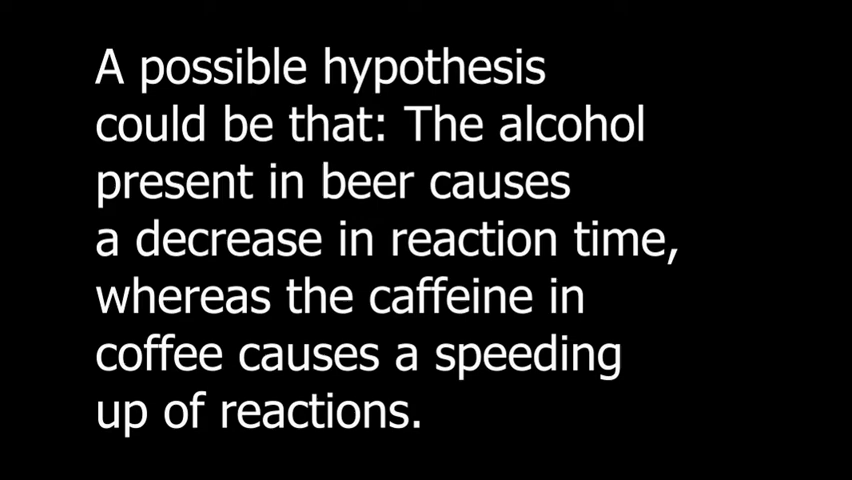 A possible hypothesis
could be that: The alcohol
present in beer causes
a decrease in reaction time,
whereas the caffeine in
coffee causes a speeding
up of reactions.